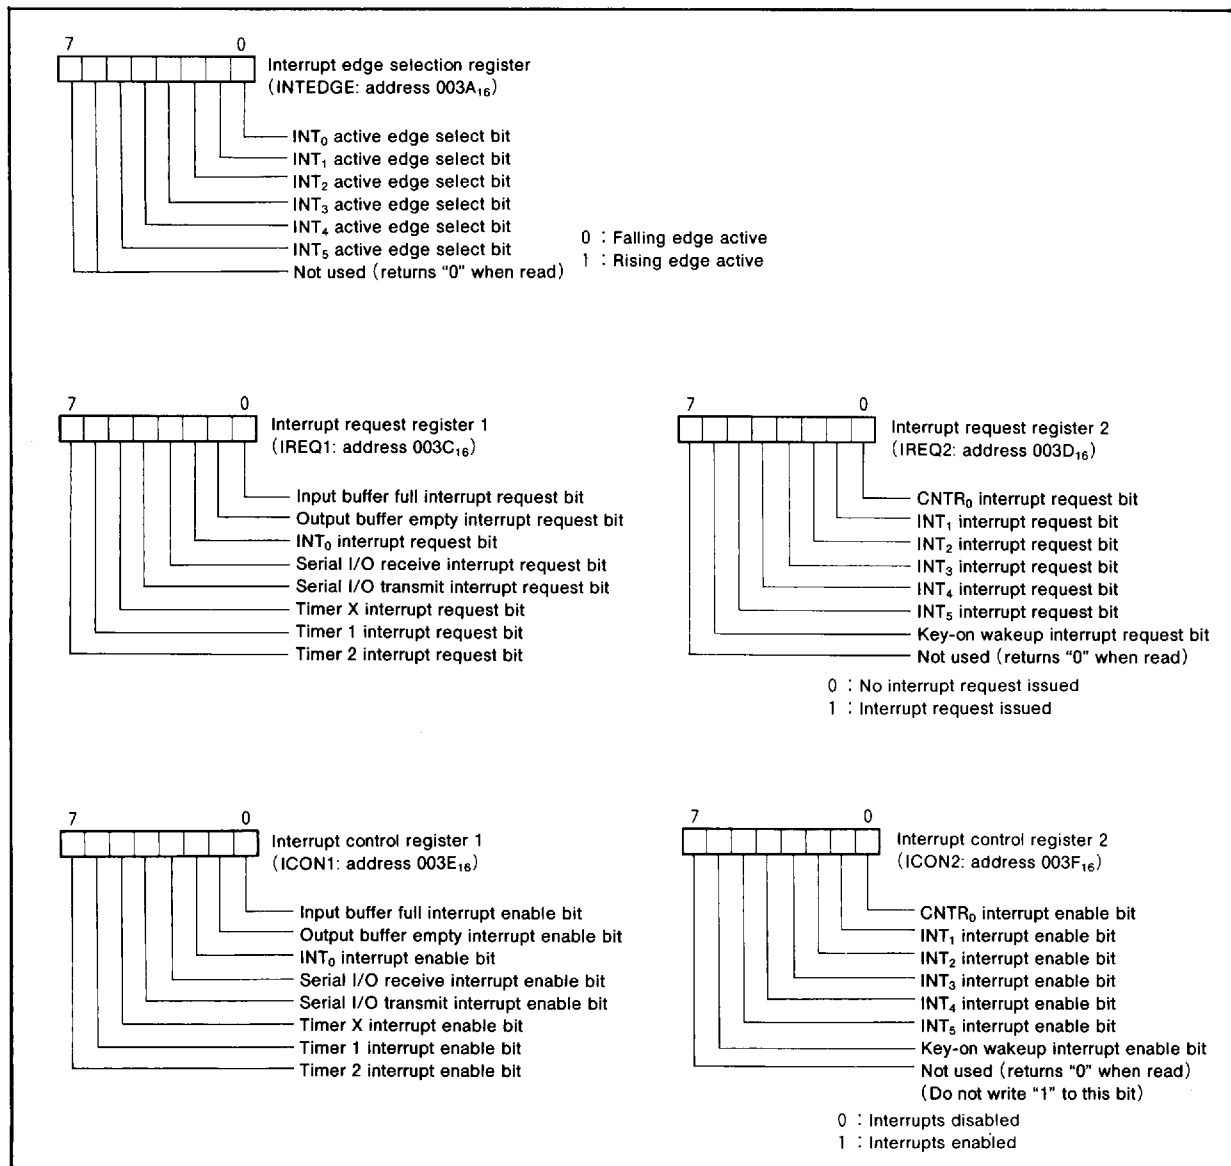 7 0
Interrupt edge selection register
(INTEDGE: address 003A₁₆)
INT₀ active edge select bit
INT₁ active edge select bit
INT₂ active edge select bit
INT₃ active edge select bit
INT₄ active edge select bit
INT₅ active edge select bit
Not used (returns "0" when read)
0 : Falling edge active
1 : Rising edge active
7 0
Interrupt request register 1
(IREQ1: address 003C₁₆)
Input buffer full interrupt request bit
Output buffer empty interrupt request bit
INT₀ interrupt request bit
Serial I/O receive interrupt request bit
Serial I/O transmit interrupt request bit
Timer X interrupt request bit
Timer 1 interrupt request bit
Timer 2 interrupt request bit
7 0
Interrupt request register 2
(IREQ2: address 003D₁₆)
CNTR₀ interrupt request bit
INT₁ interrupt request bit
INT₂ interrupt request bit
INT₃ interrupt request bit
INT₄ interrupt request bit
INT₅ interrupt request bit
Key-on wakeup interrupt request bit
Not used (returns "0" when read)
0 : No interrupt request issued
1 : Interrupt request issued
7 0
Interrupt control register 1
(ICON1: address 003E₁₆)
Input buffer full interrupt enable bit
Output buffer empty interrupt enable bit
INT₀ interrupt enable bit
Serial I/O receive interrupt enable bit
Serial I/O transmit interrupt enable bit
Timer X interrupt enable bit
Timer 1 interrupt enable bit
Timer 2 interrupt enable bit
7 0
Interrupt control register 2
(ICON2: address 003F₁₆)
CNTR₀ interrupt enable bit
INT₁ interrupt enable bit
INT₂ interrupt enable bit
INT₃ interrupt enable bit
INT₄ interrupt enable bit
INT₅ interrupt enable bit
Key-on wakeup interrupt enable bit
Not used (returns "0" when read)
(Do not write "1" to this bit)
0 : Interrupts disabled
1 : Interrupts enabled